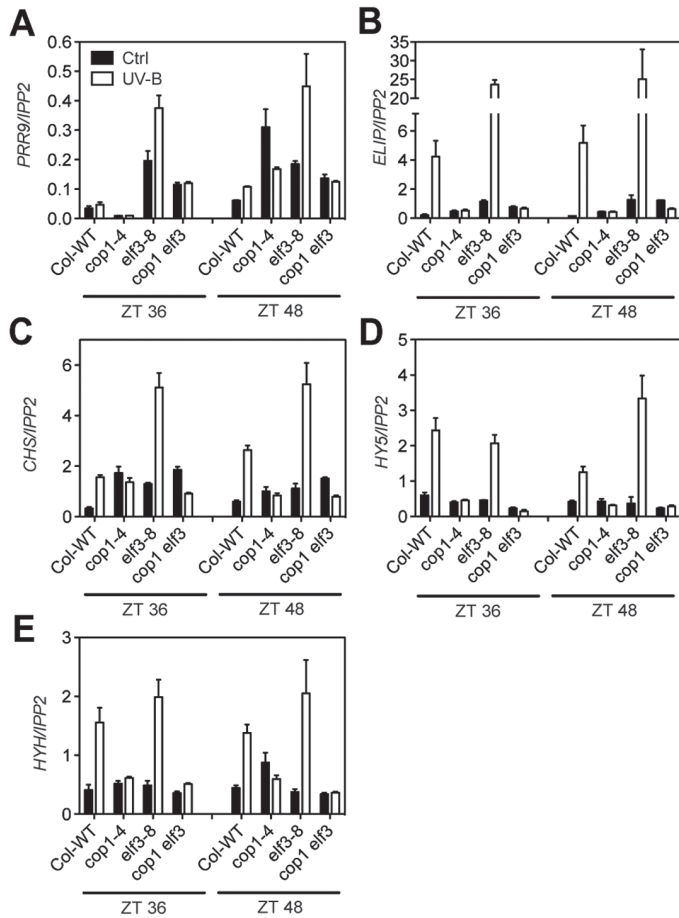 A
PRR9/IPP2
0.6
0.5
0.4
0.3
0.2
0.1
0.0
Ctrl
UV-B
Col-WT
cop1-4
elf3-8
cop1 elf3
Col-WT
cop1-4
elf3-8
cop1 elf3
ZT 36
ZT 48
B
ELIP/IPP2
35
30
25
20
15
10
6
4
2
0
Col-WT
cop1-4
elf3-8
cop1 elf3
Col-WT
cop1-4
elf3-8
cop1 elf3
ZT 36
ZT 48
C
CHS/IPP2
6
4
2
0
Col-WT
cop1-4
elf3-8
cop1 elf3
Col-WT
cop1-4
elf3-8
cop1 elf3
ZT 36
ZT 48
D
HY5/IPP2
5
4
3
2
1
0
Col-WT
cop1-4
elf3-8
cop1 elf3
Col-WT
cop1-4
elf3-8
cop1 elf3
ZT 36
ZT 48
E
HYH/IPP2
3
2
1
0
Col-WT
cop1-4
elf3-8
cop1 elf3
Col-WT
cop1-4
elf3-8
cop1 elf3
ZT 36
ZT 48